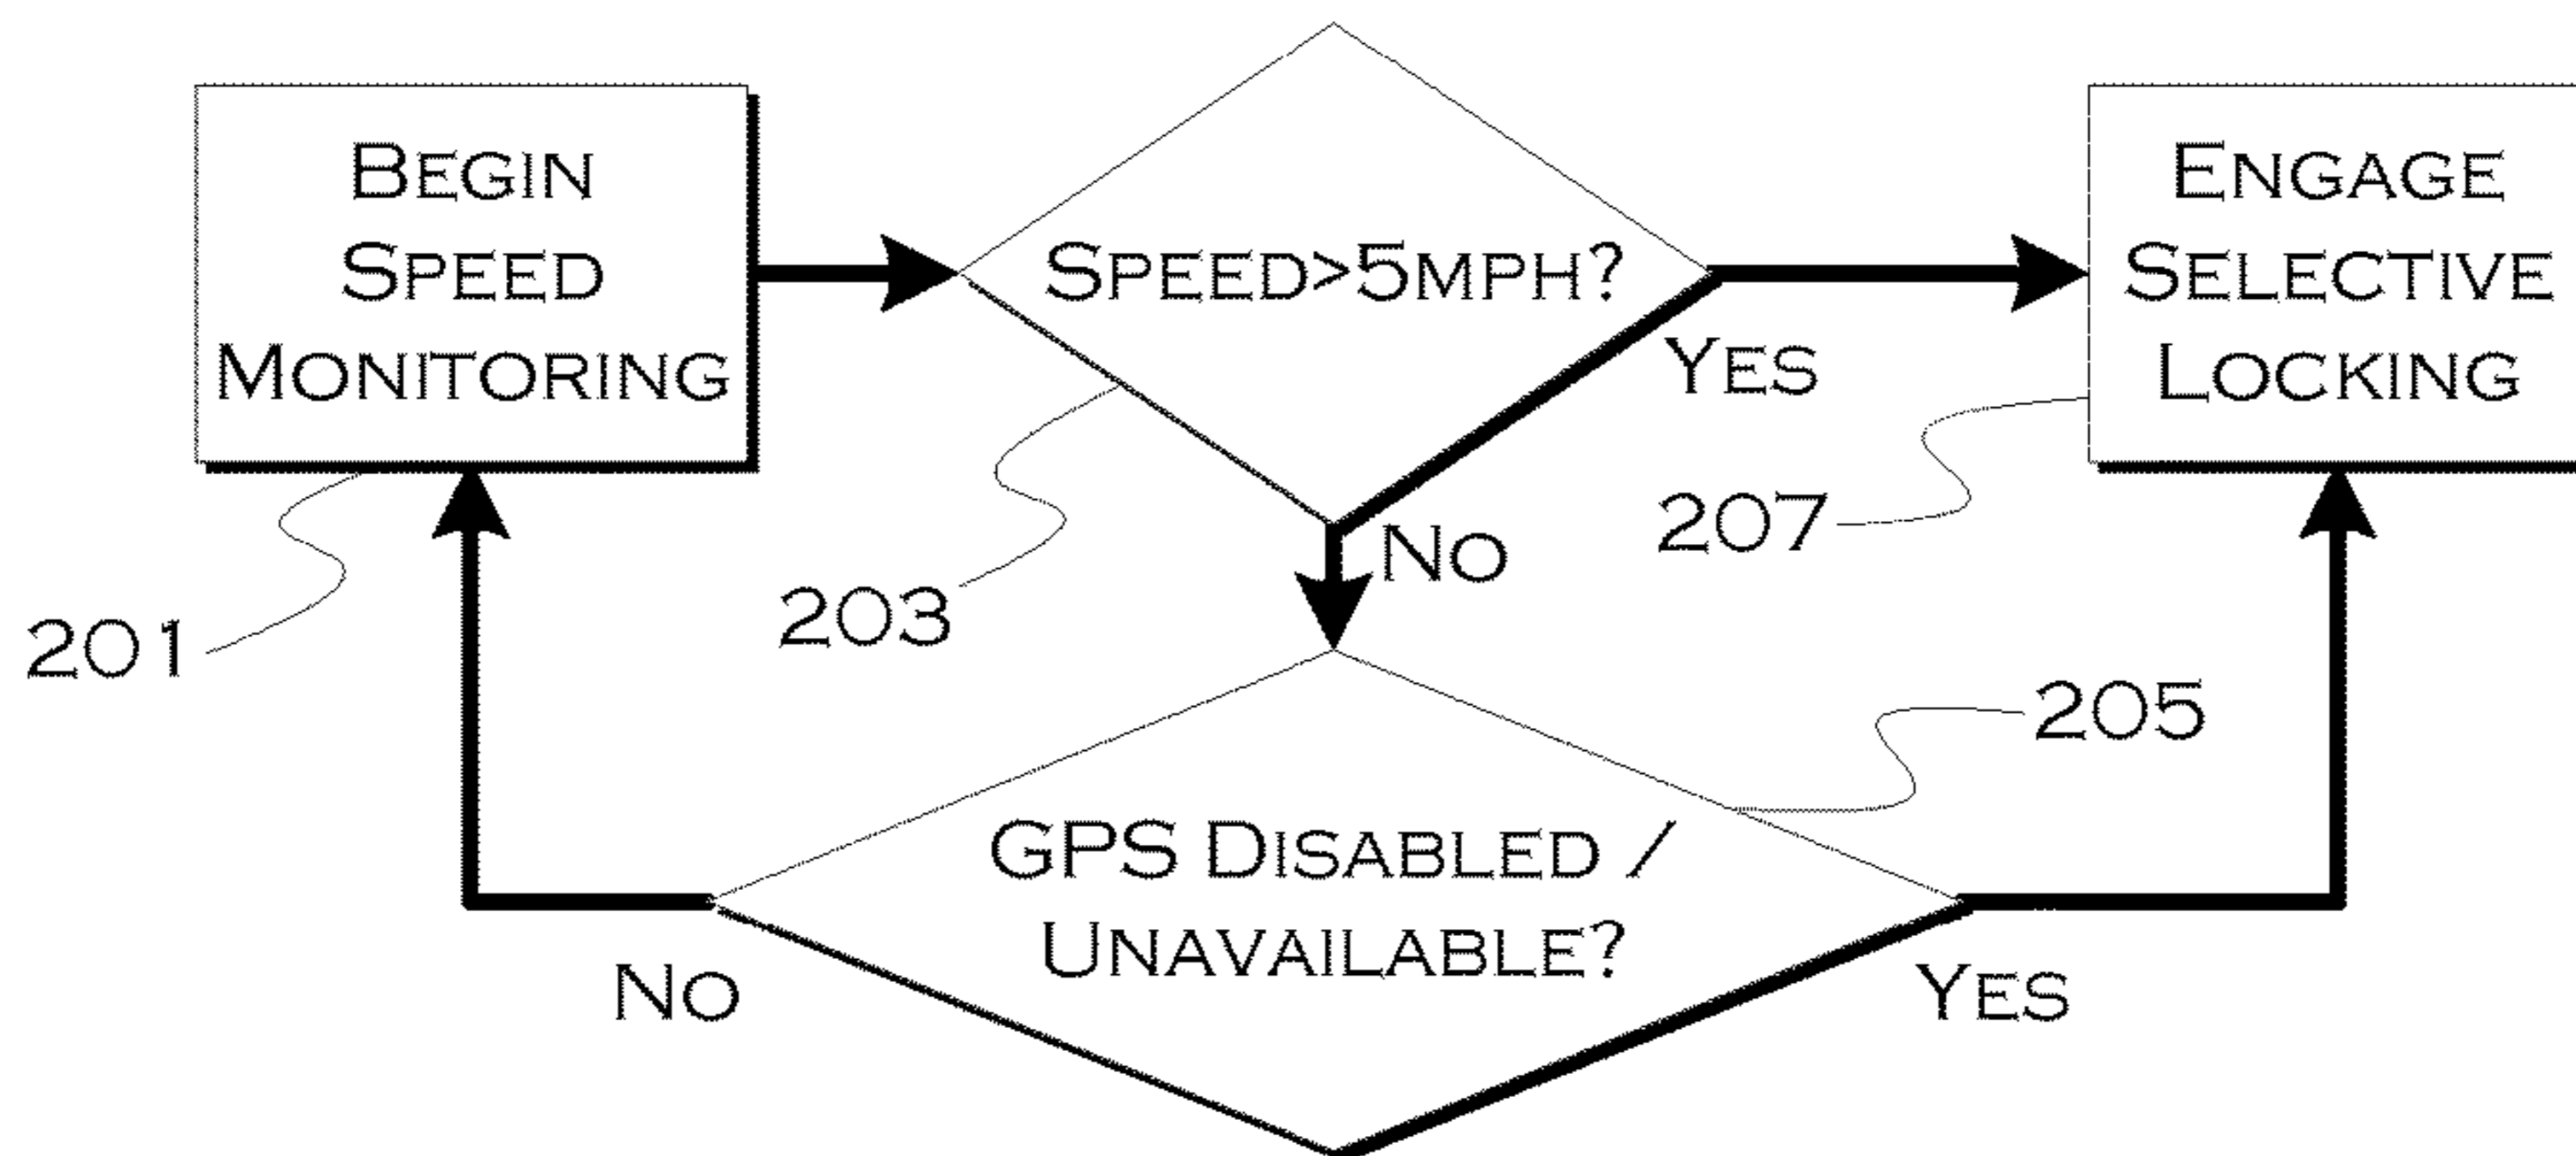 BEGIN
SPEED
MONITORING
SPEED>5MPH?
YES
NO
ENGAGE
SELECTIVE
LOCKING
201
203
207
205
GPS DISABLED /
UNAVAILABLE?
NO
YES